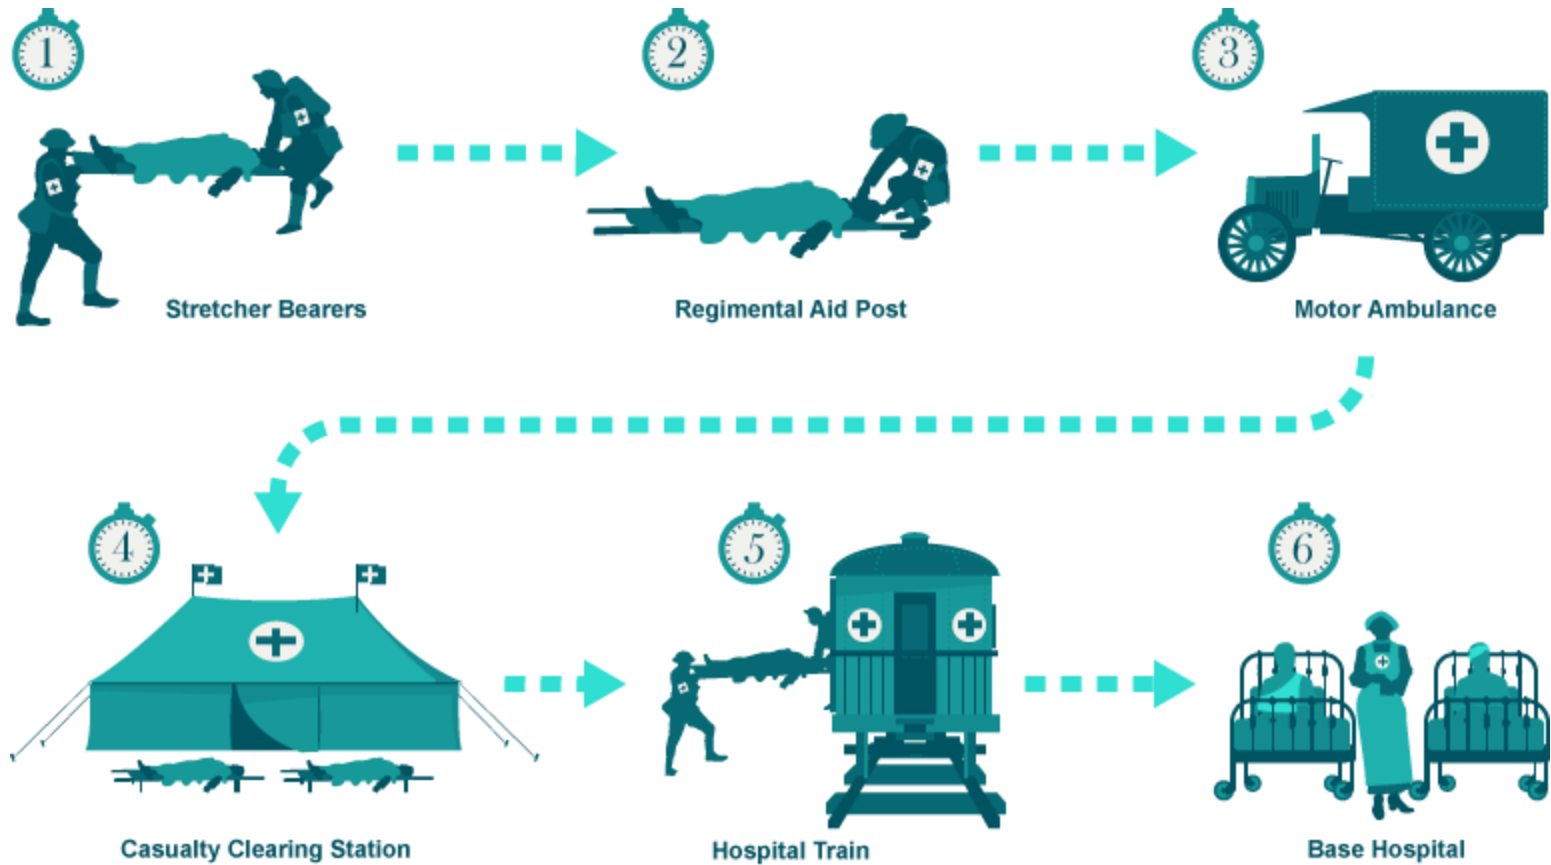 1
2
3
Stretcher Bearers
Regimental Aid Post
Motor Ambulance
4
5
6
Casualty Clearing Station
Hospital Train
Base Hospital